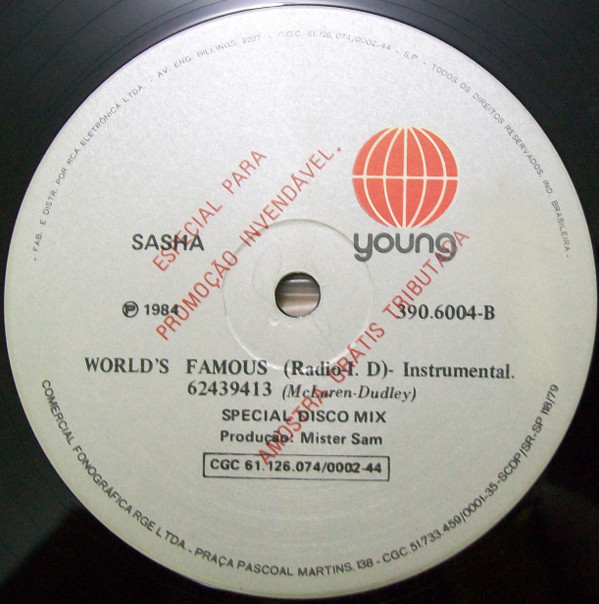 - FAB. E DISTR. POR RCA ELETRÔNICA LTDA. - AV. ENG. BILLINGS, 2227 - C.G.C. 61.126.074/0002-44 - S.P. - TODOS OS DIREITOS RESERVADOS. IND. BRASILEIRA -
ESPECIAL PARA
PROMOÇÃO INVENDÁVEL.
AMOSTRA GRÁTIS TRIBUTADA
young
SASHA
℗ 1984
390.6004-B
WORLD'S FAMOUS (Radio-I. D)- Instrumental.
62439413 (McLaren-Dudley)
SPECIAL DISCO MIX
Produção: Mister Sam
CGC 61.126.074/0002-44
COMERCIAL FONOGRÁFICA RGE LTDA. - PRAÇA PASCOAL MARTINS, 138 - CGC. 51.733.459/0001-35-SCDP/SR-SP 118/79